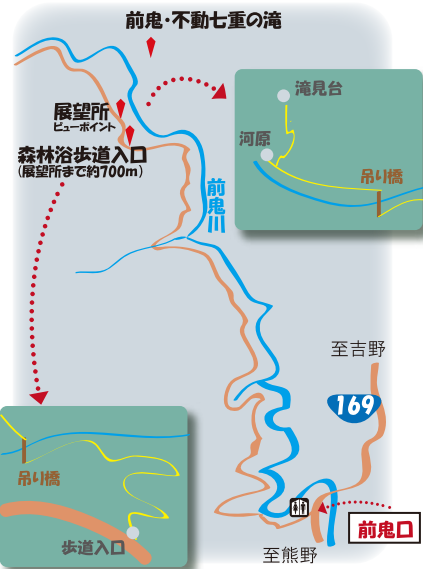 前鬼・不動七重の滝
展望所
ビューポイント
森林浴歩道入口
(展望所まで約700m)
滝見台
河原
吊り橋
前鬼川
至吉野
169
吊り橋
歩道入口
前鬼口
至熊野